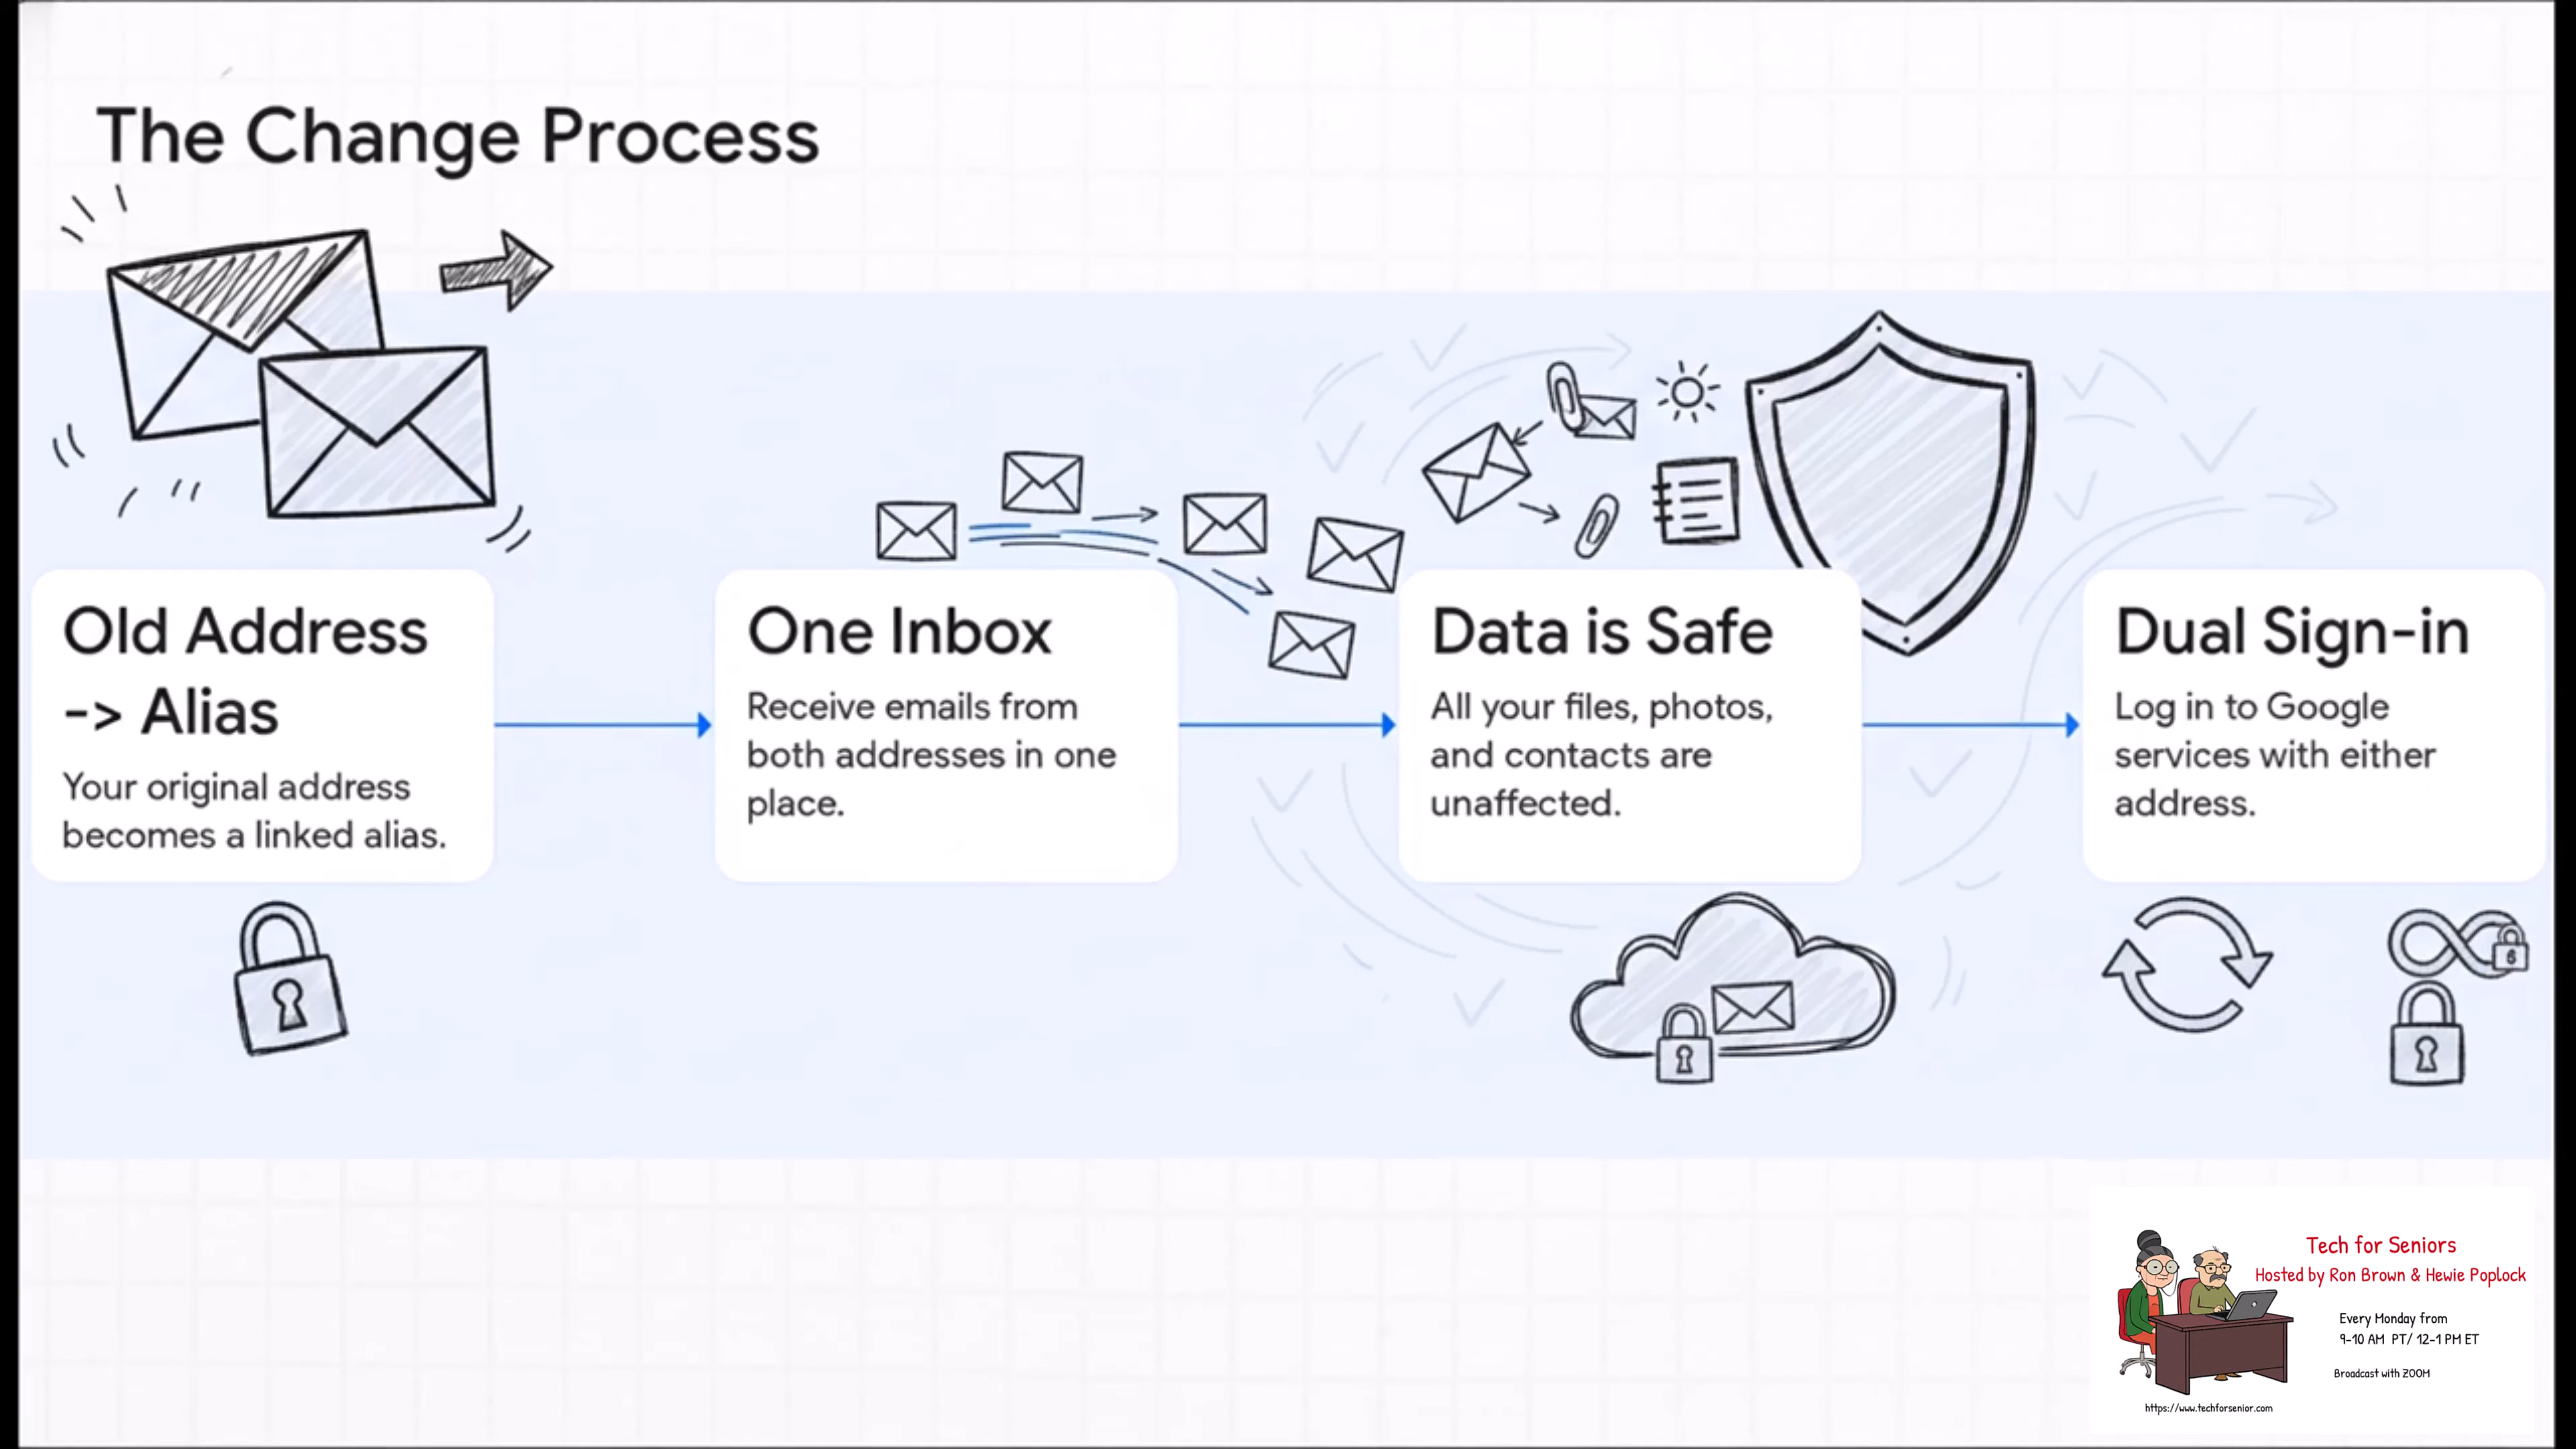 The Change Process
Old Address
-> Alias
Your original address
becomes a linked alias.
One Inbox
Receive emails from
both addresses in one
place.
Data is Safe
All your files, photos,
and contacts are
unaffected.
Dual Sign-in
Log in to Google
services with either
address.
Tech for Seniors
Hosted by Ron Brown & Hewie Poplock
Every Monday from
9-10 AM PT/ 12-1 PM ET
Broadcast with ZOOM
https://www.techforsenior.com